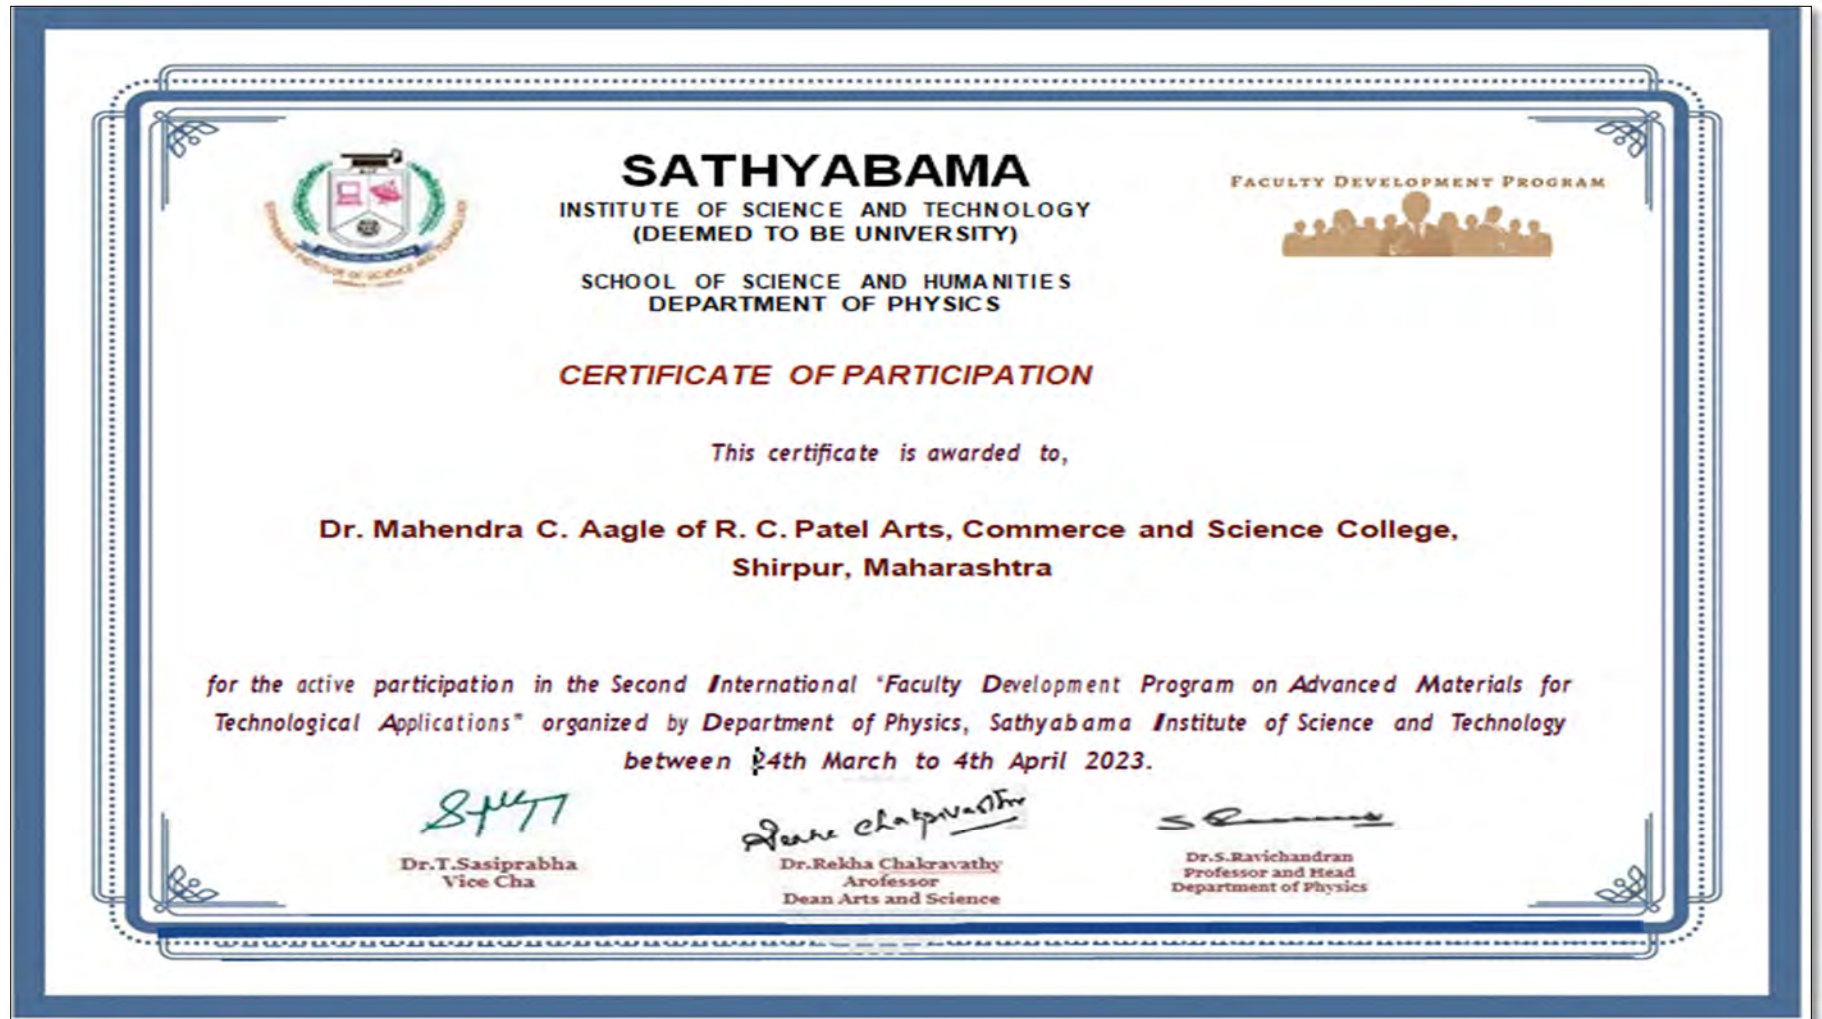 SATHYABAMA
INSTITUTE OF SCIENCE AND TECHNOLOGY
(DEEMED TO BE UNIVERSITY)
SCHOOL OF SCIENCE AND HUMANITIES
DEPARTMENT OF PHYSICS
FACULTY DEVELOPMENT PROGRAM
CERTIFICATE OF PARTICIPATION
This certificate is awarded to,
Dr. Mahendra C. Aagle of R. C. Patel Arts, Commerce and Science College,
Shirpur, Maharashtra
for the active participation in the Second International "Faculty Development Program on Advanced Materials for
Technological Applications" organized by Department of Physics, Sathyabama Institute of Science and Technology
between 24th March to 4th April 2023.
Dr.T.Sasiprabha
Vice Cha
Chakravarthy
Dr.Rekha Chakravathy
Arofessor
Dean Arts and Science
Dr.S.Ravichandran
Professor and Head
Department of Physics